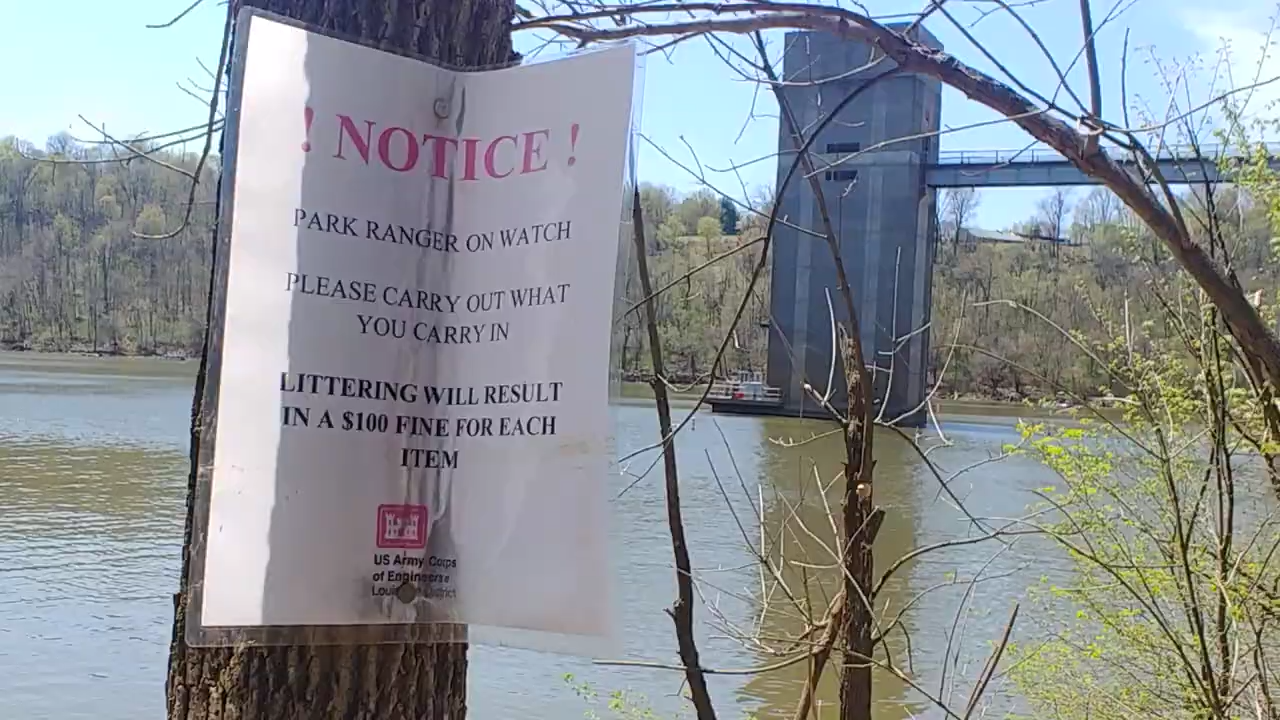 ! NOTICE !
PARK RANGER ON WATCH
PLEASE CARRY OUT WHAT
YOU CARRY IN
LITTERING WILL RESULT
IN A $100 FINE FOR EACH
ITEM
US Army Corps
of Engineers
District